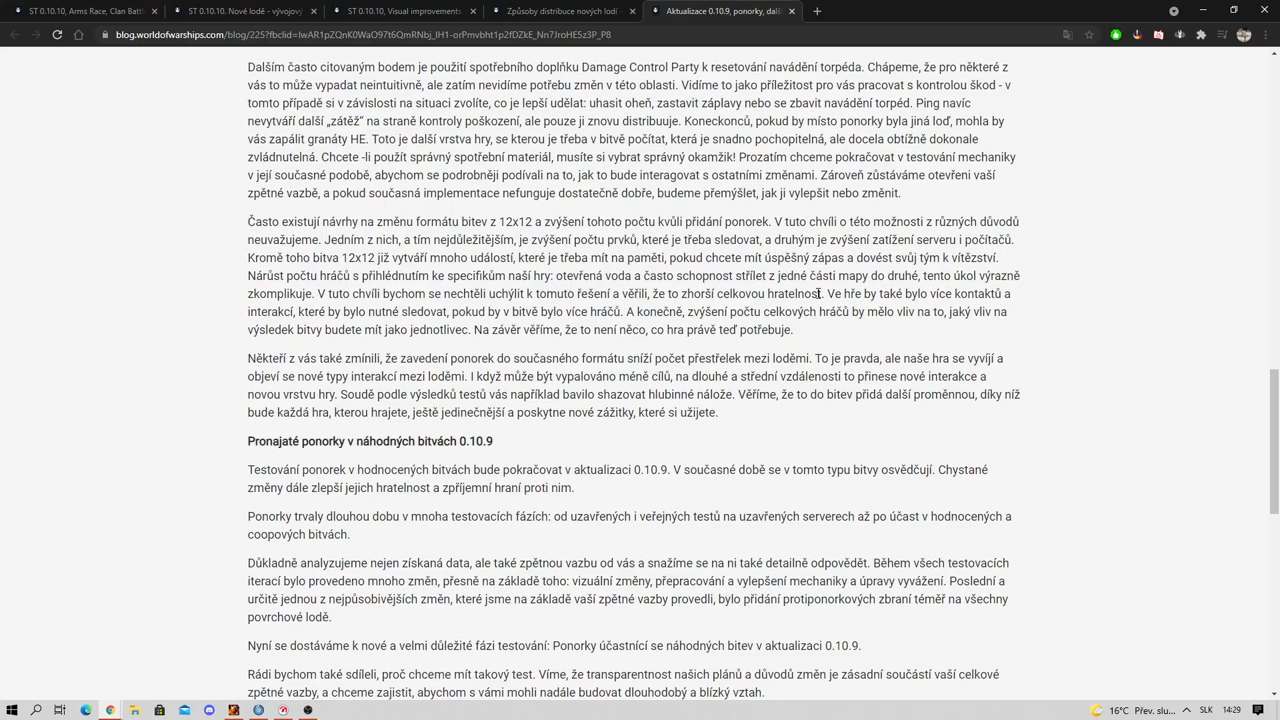 ST 0.10.10, Arms Race, Clan Battl
ST 0.10.10. Nové lodě - vývojový
ST 0.10.10, Visual improvements
Způsoby distribuce nových lodí
Aktualizace 0.10.9, ponorky, dalš
blog.worldofwarships.com/blog/225?fbclid=IwAR1pZQnK0WaO97t6QmRNbj_IH1-orPmvbht1p2fDZkE_Nn7JroHE5z3P_P8
Dalším často citovaným bodem je použití spotřebního doplňku Damage Control Party k resetování navádění torpéda. Chápeme, že pro některé z
vás to může vypadat neintuitivně, ale zatím nevidíme potřebu změn v této oblasti. Vidíme to jako příležitost pro vás pracovat s kontrolou škod - v
tomto případě si v závislosti na situaci zvolíte, co je lepší udělat: uhasit oheň, zastavit záplavy nebo se zbavit navádění torpéd. Ping navíc
nevytváří další „zátěž“ na straně kontroly poškození, ale pouze ji znovu distribuuje. Koneckonců, pokud by místo ponorky byla jiná loď, mohla by
vás zapálit granáty HE. Toto je další vrstva hry, se kterou je třeba v bitvě počítat, která je snadno pochopitelná, ale docela obtížně dokonale
zvládnutelná. Chcete -li použít správný spotřební materiál, musíte si vybrat správný okamžik! Prozatím chceme pokračovat v testování mechaniky
v její současné podobě, abychom se podrobněji podívali na to, jak to bude interagovat s ostatními změnami. Zároveň zůstáváme otevřeni vaší
zpětné vazbě, a pokud současná implementace nefunguje dostatečně dobře, budeme přemýšlet, jak ji vylepšit nebo změnit.
Často existují návrhy na změnu formátu bitev z 12x12 a zvýšení tohoto počtu kvůli přidání ponorek. V tuto chvíli o této možnosti z různých důvodů
neuvažujeme. Jedním z nich, a tím nejdůležitějším, je zvýšení počtu prvků, které je třeba sledovat, a druhým je zvýšení zatížení serveru i počítačů.
Kromě toho bitva 12x12 již vytváří mnoho událostí, které je třeba mít na paměti, pokud chcete mít úspěšný zápas a dovést svůj tým k vítězství.
Nárůst počtu hráčů s přihlédnutím ke specifikům naší hry: otevřená voda a často schopnost střílet z jedné části mapy do druhé, tento úkol výrazně
zkomplikuje. V tuto chvíli bychom se nechtěli uchýlit k tomuto řešení a věřili, že to zhorší celkovou hratelnost. Ve hře by také bylo více kontaktů a
interakcí, které by bylo nutné sledovat, pokud by v bitvě bylo více hráčů. A konečně, zvýšení počtu celkových hráčů by mělo vliv na to, jaký vliv na
výsledek bitvy budete mít jako jednotlivec. Na závěr věříme, že to není něco, co hra právě teď potřebuje.
Někteří z vás také zmínili, že zavedení ponorek do současného formátu sníží počet přestřelek mezi loděmi. To je pravda, ale naše hra se vyvíjí a
objeví se nové typy interakcí mezi loděmi. I když může být vypalováno méně cílů, na dlouhé a střední vzdálenosti to přinese nové interakce a
novou vrstvu hry. Soudě podle výsledků testů vás například bavilo shazovat hlubinné nálože. Věříme, že to do bitev přidá další proměnnou, díky níž
bude každá hra, kterou hrajete, ještě jedinečnější a poskytne nové zážitky, které si užijete.
Pronajaté ponorky v náhodných bitvách 0.10.9
Testování ponorek v hodnocených bitvách bude pokračovat v aktualizaci 0.10.9. V současné době se v tomto typu bitvy osvědčují. Chystané
změny dále zlepší jejich hratelnost a zpříjemní hraní proti nim.
Ponorky trvaly dlouhou dobu v mnoha testovacích fázích: od uzavřených i veřejných testů na uzavřených serverech až po účast v hodnocených a
coopových bitvách.
Důkladně analyzujeme nejen získaná data, ale také zpětnou vazbu od vás a snažíme se na ni také detailně odpovědět. Během všech testovacích
iterací bylo provedeno mnoho změn, přesně na základě toho: vizuální změny, přepracování a vylepšení mechaniky a úpravy vyvážení. Poslední a
určitě jednou z nejpůsobivějších změn, které jsme na základě vaší zpětné vazby provedli, bylo přidání protiponorkových zbraní téměř na všechny
povrchové lodě.
Nyní se dostáváme k nové a velmi důležité fázi testování: Ponorky účastnící se náhodných bitev v aktualizaci 0.10.9.
Rádi bychom také sdíleli, proč chceme mít takový test. Víme, že transparentnost našich plánů a důvodů změn je zásadní součástí vaší celkové
zpětné vazby, a chceme zajistit, abychom s vámi mohli nadále budovat dlouhodobý a blízký vztah.
16°C Přev. slu... SLK 14:29